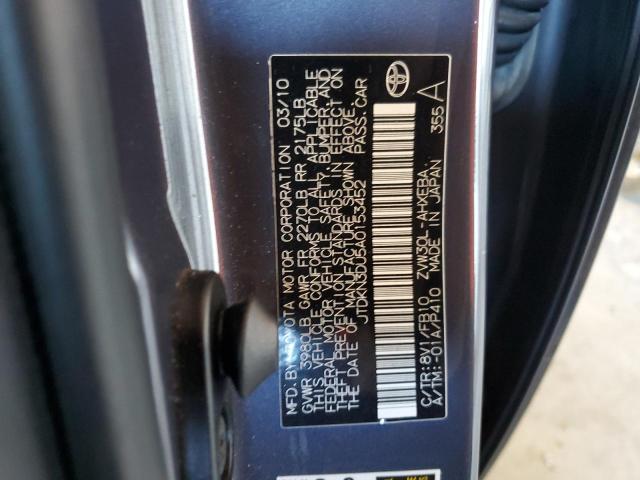 MFD. BY TOYOTA MOTOR CORPORATION 03/10
GVWR 3980LB GAWR FR 2270LB RR 2175LB
THIS VEHICLE CONFORMS TO ALL APPLICABLE
FEDERAL MOTOR VEHICLE SAFETY, BUMPER, AND
THEFT PREVENTION STANDARDS IN EFFECT ON
THE DATE OF MANUFACTURE SHOWN ABOVE.
JTDKN3DU5A0153452 PASS. CAR
C/TR: 8V1/FB10 ZVW30L-AHXEBA
A/TM: -01A/P410 MADE IN JAPAN 355 A